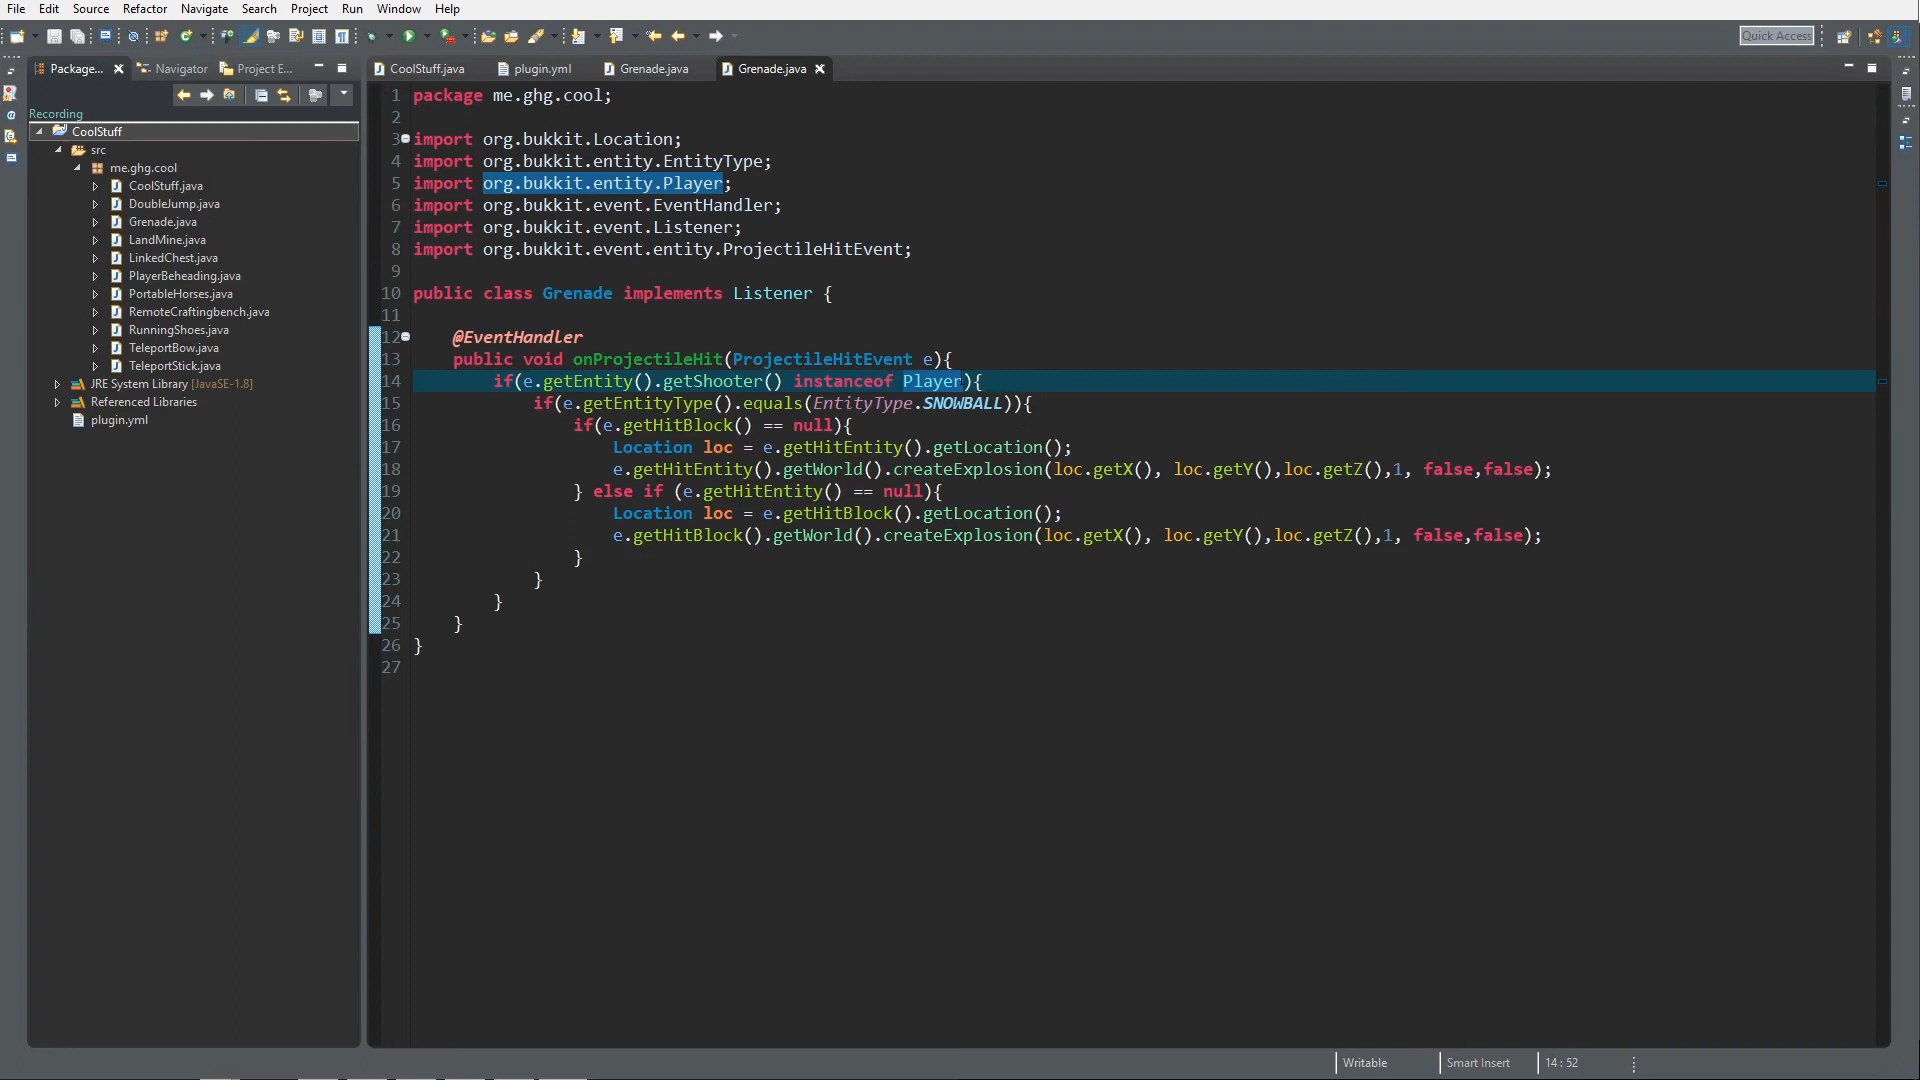 File Edit Source Refactor Navigate Search Project Run Window Help
Quick Access
Package... Navigator Project E...
CoolStuff.java plugin.yml Grenade.java Grenade.java
Recording
CoolStuff
src
me.ghg.cool
CoolStuff.java
DoubleJump.java
Grenade.java
LandMine.java
LinkedChest.java
PlayerBeheading.java
PortableHorses.java
RemoteCraftingbench.java
RunningShoes.java
TeleportBow.java
TeleportStick.java
JRE System Library [JavaSE-1.8]
Referenced Libraries
plugin.yml
1 package me.ghg.cool;
2
3 import org.bukkit.Location;
4 import org.bukkit.entity.EntityType;
5 import org.bukkit.entity.Player;
6 import org.bukkit.event.EventHandler;
7 import org.bukkit.event.Listener;
8 import org.bukkit.event.entity.ProjectileHitEvent;
9
10 public class Grenade implements Listener {
11
12 @EventHandler
13 public void onProjectileHit(ProjectileHitEvent e){
14 if(e.getEntity().getShooter() instanceof Player){
15 if(e.getEntityType().equals(EntityType.SNOWBALL)){
16 if(e.getHitBlock() == null){
17 Location loc = e.getHitEntity().getLocation();
18 e.getHitEntity().getWorld().createExplosion(loc.getX(), loc.getY(),loc.getZ(),1, false,false);
19 } else if (e.getHitEntity() == null){
20 Location loc = e.getHitBlock().getLocation();
21 e.getHitBlock().getWorld().createExplosion(loc.getX(), loc.getY(),loc.getZ(),1, false,false);
22 }
23 }
24 }
25 }
26 }
27
Writable Smart Insert 14 : 52